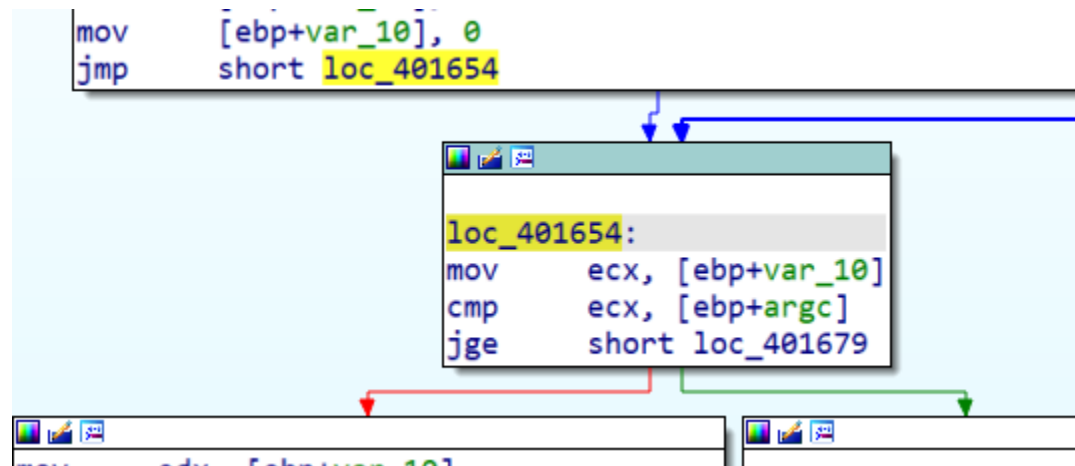 mov [ebp+var_10], 0
jmp short loc_401654
loc_401654:
mov ecx, [ebp+var_10]
cmp ecx, [ebp+argc]
jge short loc_401679